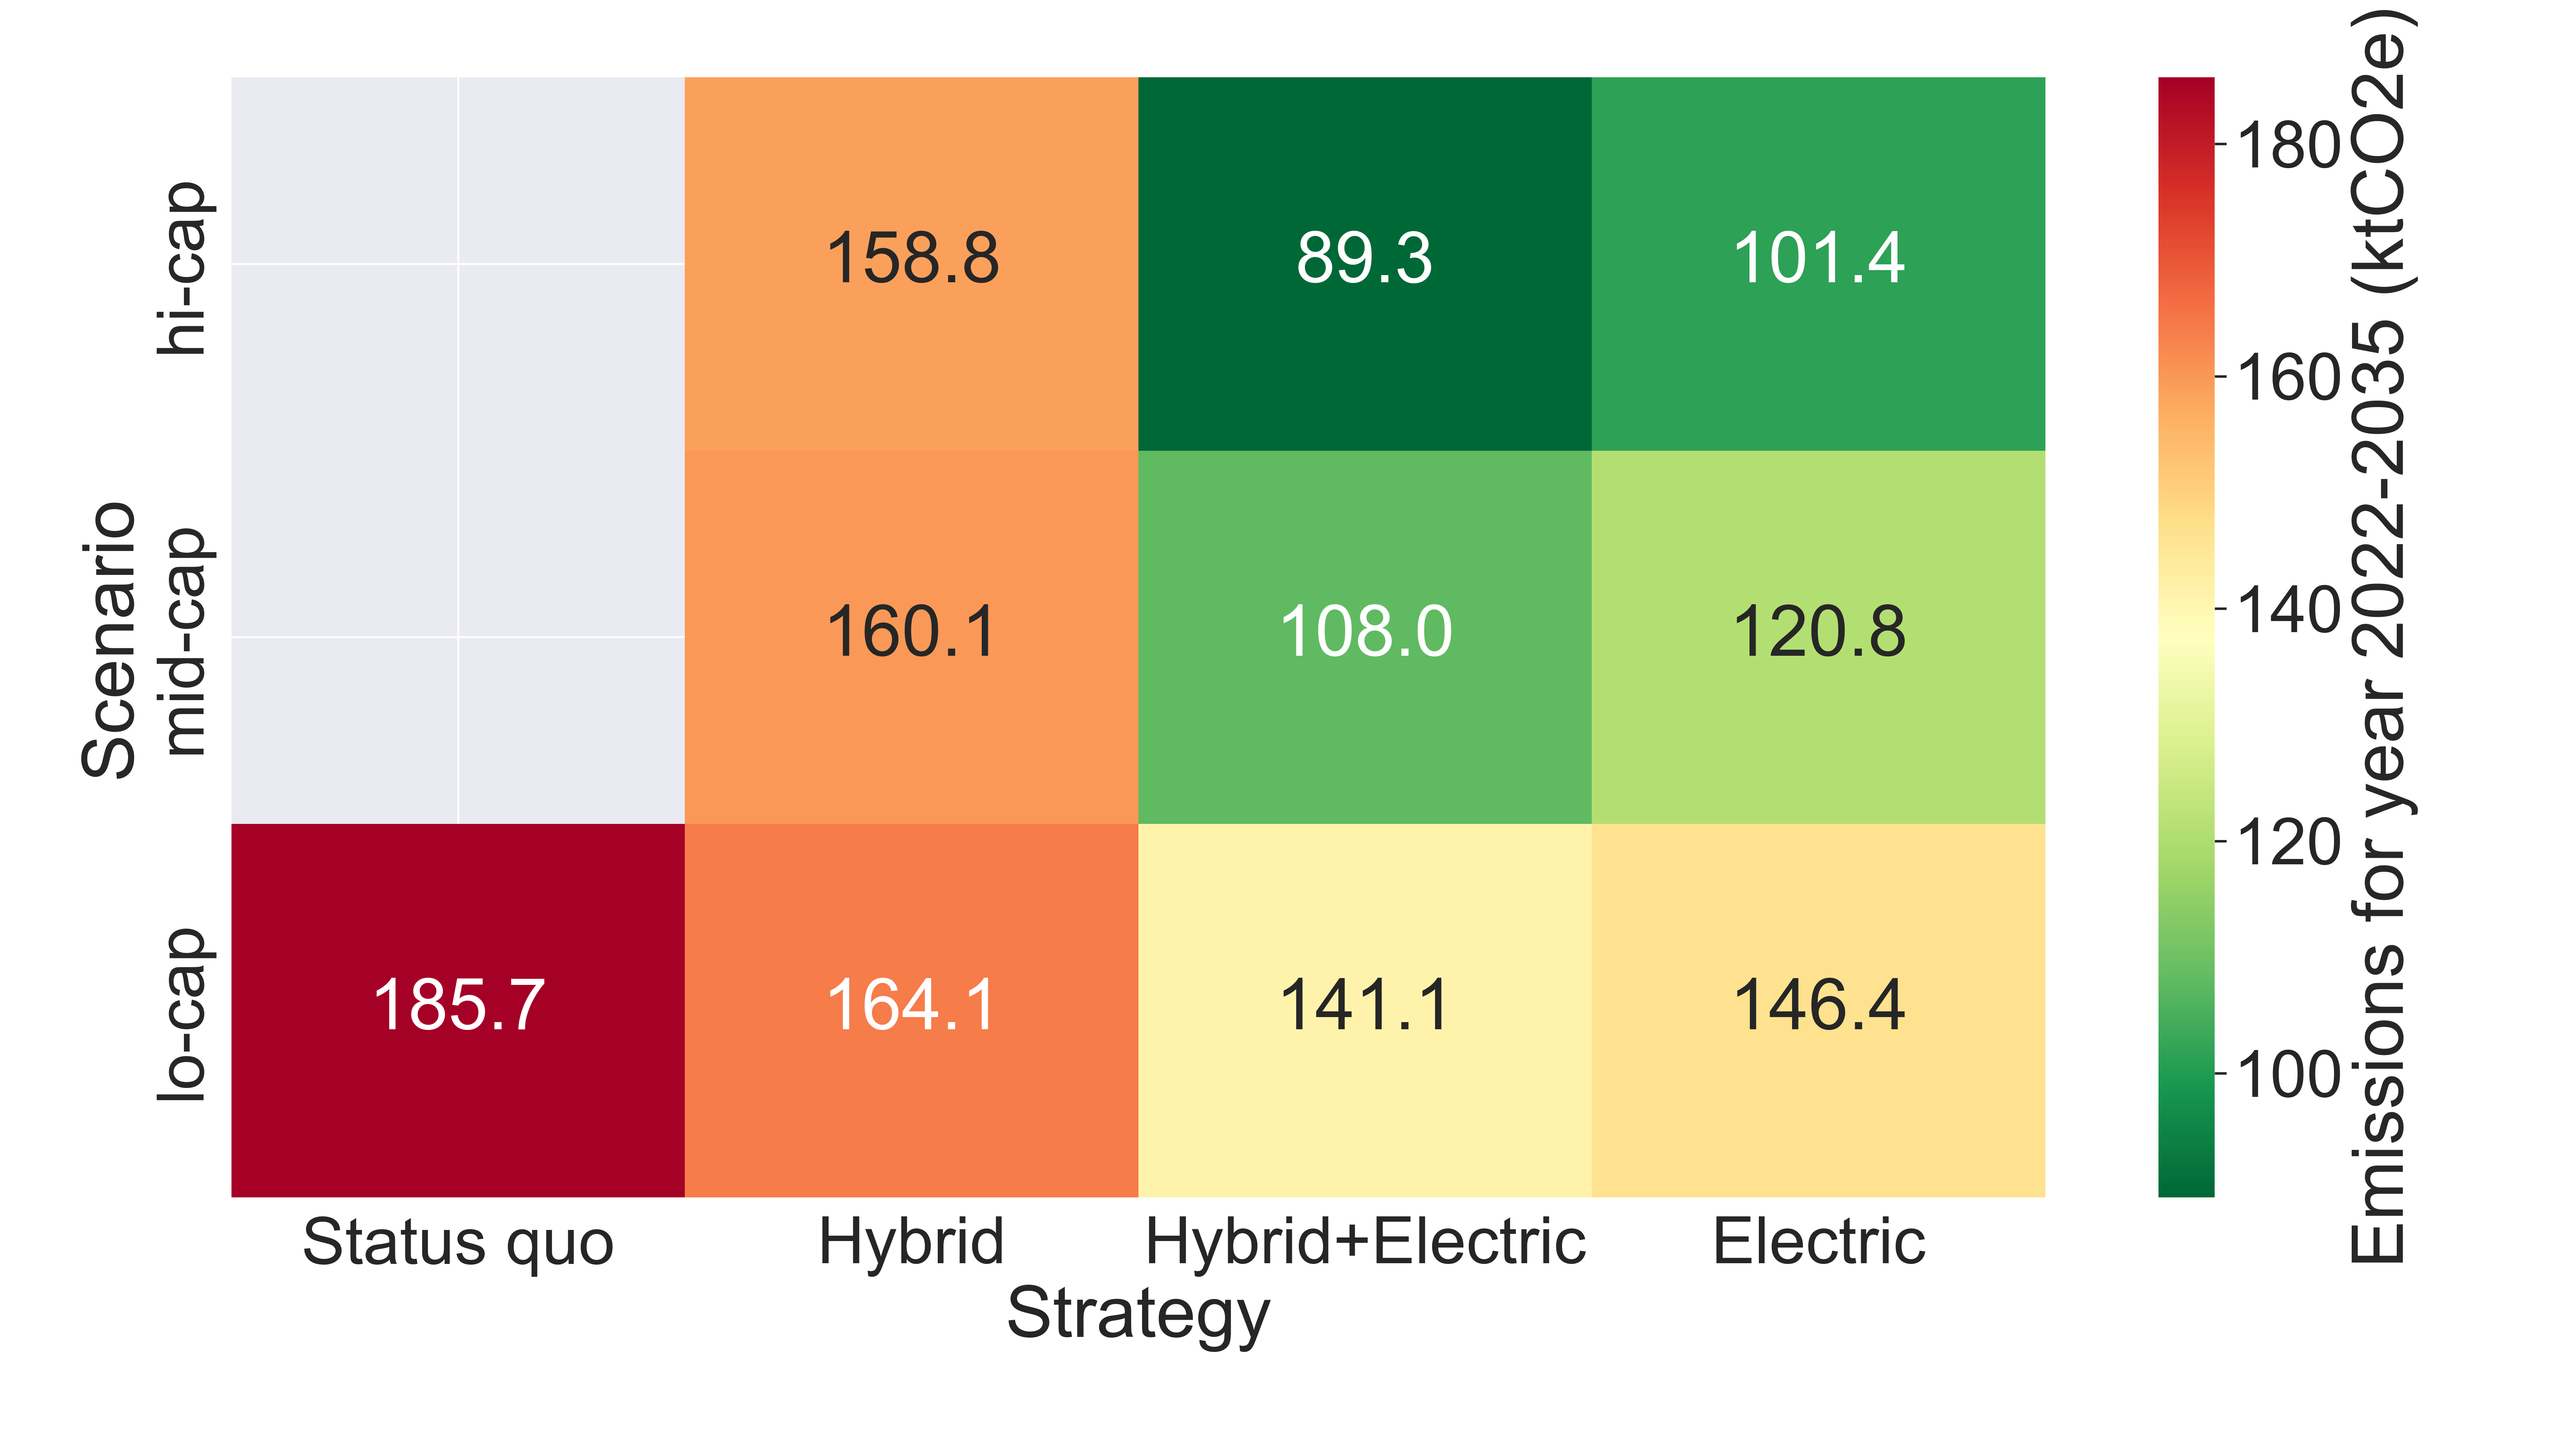 Scenario
hi-cap
mid-cap
lo-cap
158.8
89.3
101.4
160.1
108.0
120.8
185.7
164.1
141.1
146.4
Status quo
Hybrid
Hybrid+Electric
Electric
Strategy
180
160
140
120
100
Emissions for year 2022-2035 (ktCO2e)